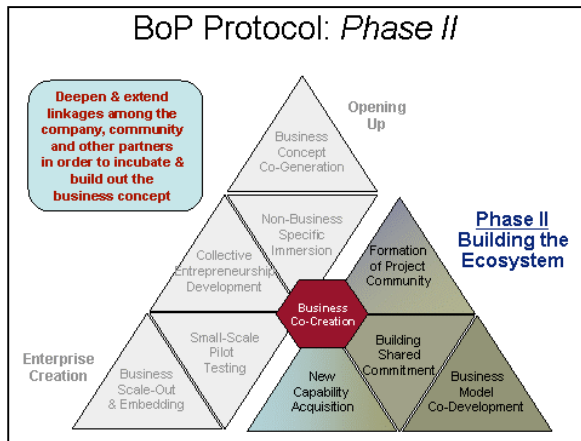 BoP Protocol: Phase II
Deepen & extend
linkages among the
company, community
and other partners
in order to incubate &
build out the
business concept
Opening
Up
Business
Concept
Co-Generation
Non-Business
Specific
Immersion
Collective
Entrepreneurship
Development
Phase II
Building the
Ecosystem
Formation
of Project
Community
Business
Co-Creation
Enterprise
Creation
Small-Scale
Pilot
Testing
Business
Scale-Out
& Embedding
New
Capability
Acquisition
Building
Shared
Commitment
Business
Model
Co-Development